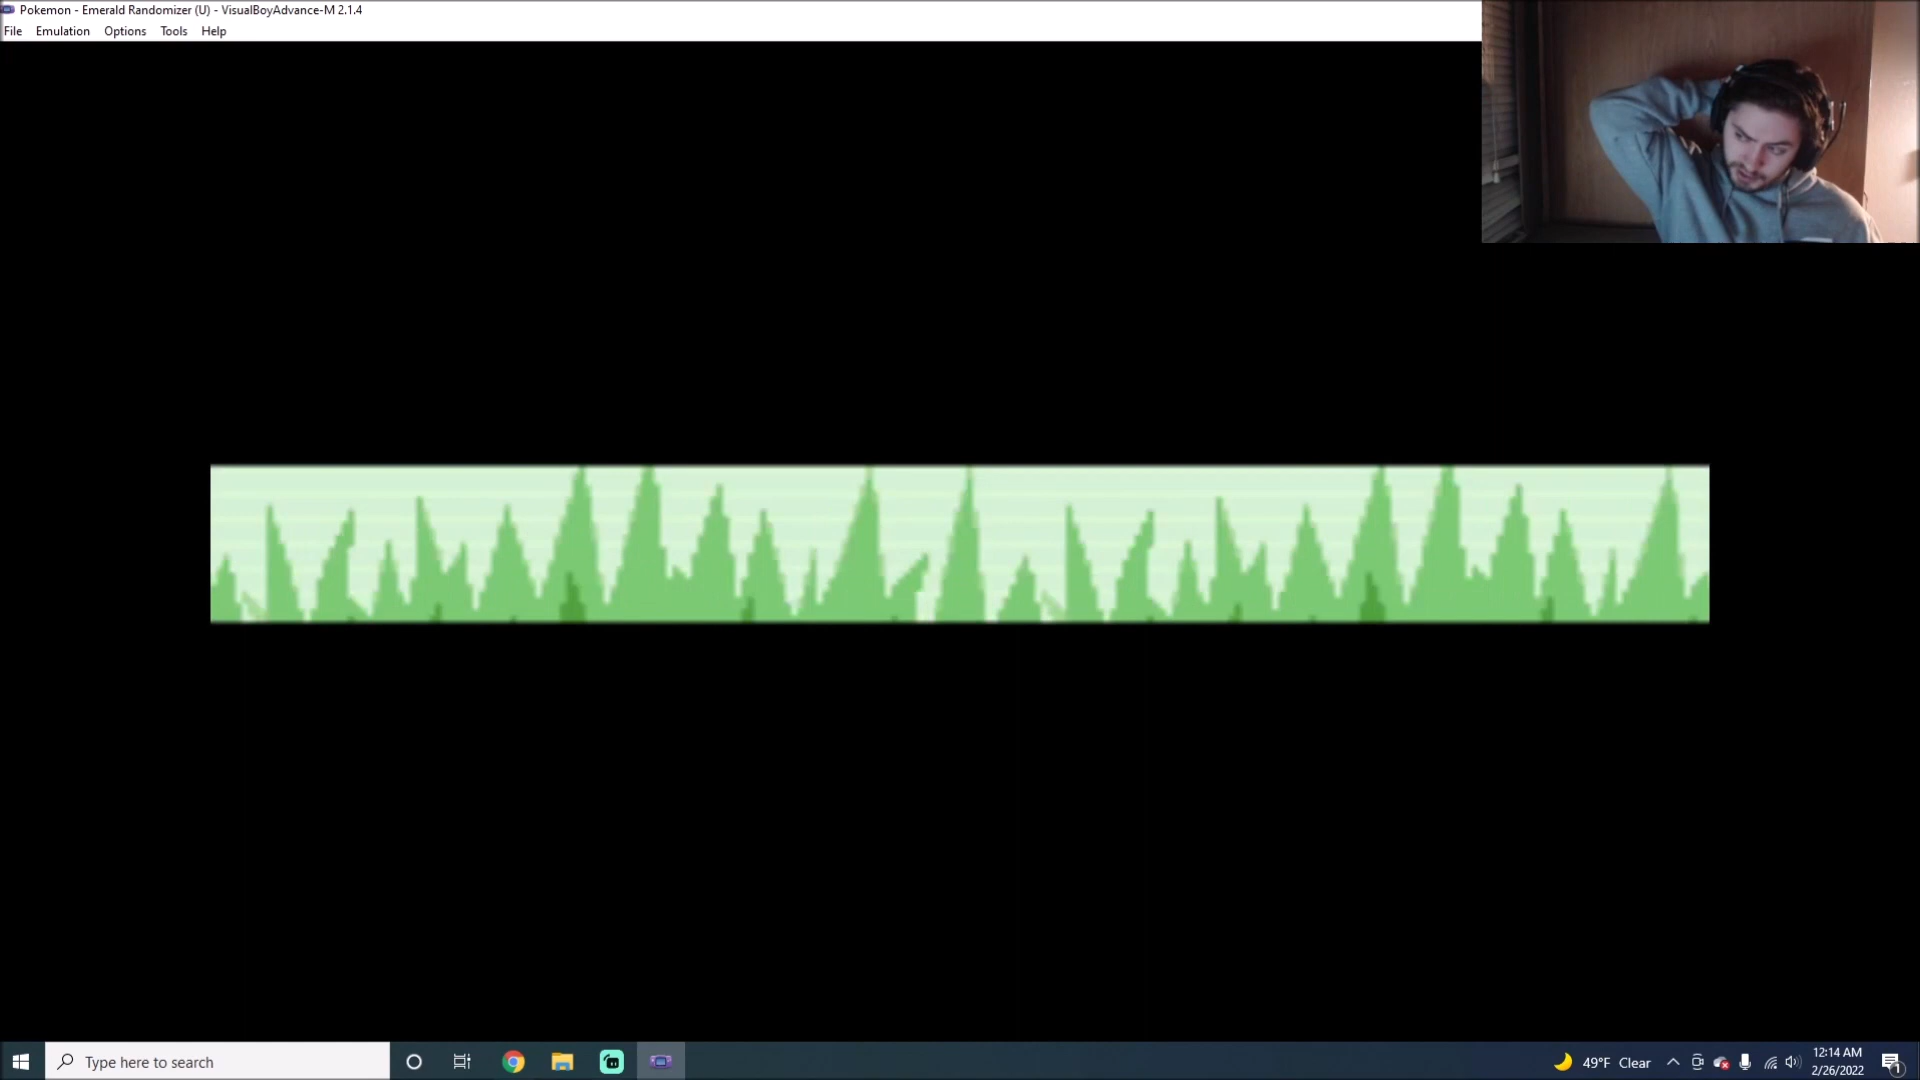 Pokemon - Emerald Randomizer (U) - VisualBoyAdvance-M 2.1.4
File Emulation Options Tools Help
Type here to search
49°F Clear
12:14 AM
2/26/2022
1